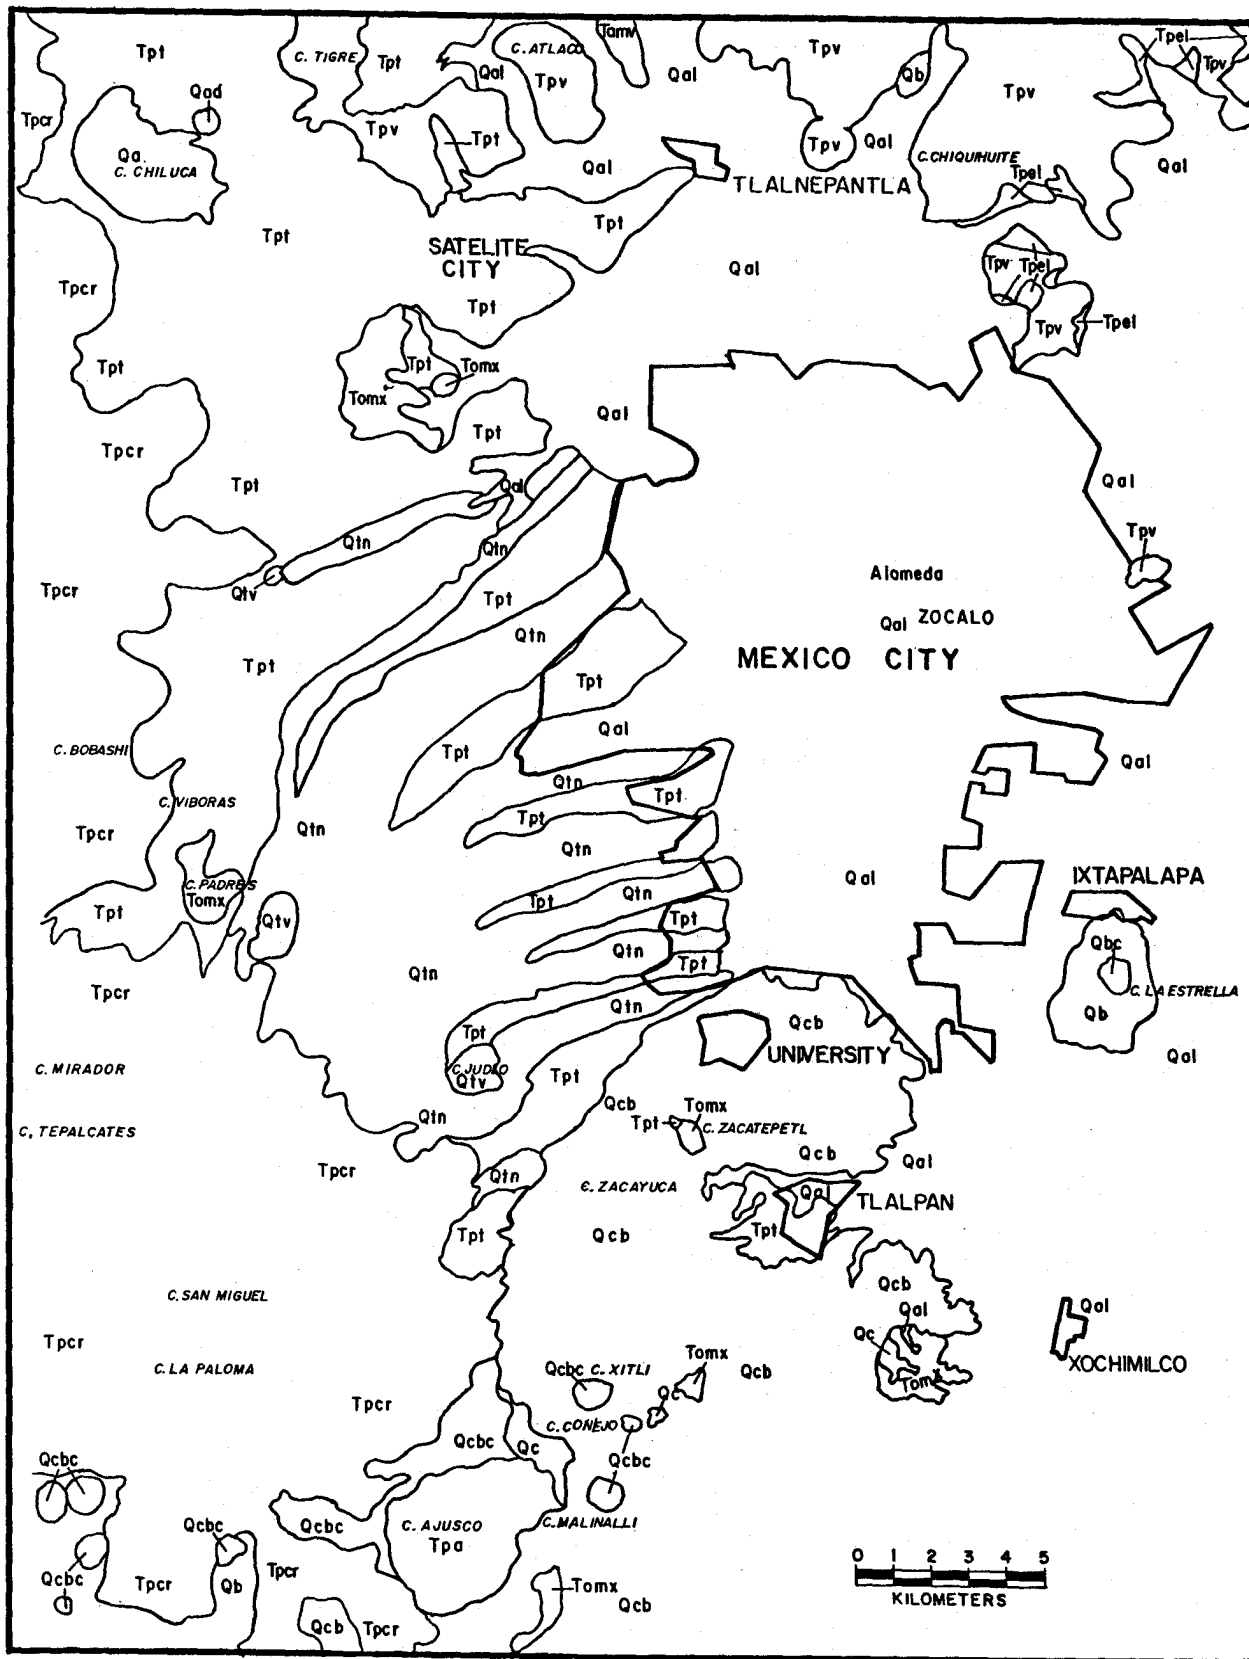 Tpt
C. TIGRE
Tpt
Qal
C. ATLACO
Tpv
Tamv
Qal
Tpv
Qb
Tpv
Tpel
Tpv
Tpcr
Qad
Tpv
Tpt
Qal
Tpv
Qal
C. CHIQUIHUITE
Tpel
Qal
Qa
C. CHILUCA
TLALNEPANTLA
Tpt
Tpt
SATELITE
CITY
Qal
Tpv
Tpel
Tpcr
Tpt
Tpv
Tpel
Tpt
Tpt
Tomx
Tomx
Qal
Tpt
Tpcr
Tpt
Qal
Qal
Qtn
Qtn
Tpv
Tpcr
Qtv
Tpt
Alameda
Qal
ZOCALO
Qtn
Tpt
MEXICO CITY
Tpt
Qal
C. BOBASHI
Tpt
Qal
Qtn
C. VIBORAS
Tpt
Tpt
Tpcr
Qtn
Qtn
C. PADRES
Tomx
Tpt
Qtn
Qal
IXTAPALAPA
Tpt
Qtv
Tpt
Qbc
Qtn
Qtn
Tpt
C. LA ESTRELLA
Tpcr
Qtn
Qb
Qcb
Tpt
UNIVERSITY
Qal
C. MIRADOR
C. JUDIO
Qtv
Tpt
Qcb
Tomx
Qtn
Tpt
C. ZACATEPETL
C. TEPALCATES
Qcb
Qal
Tpcr
Qtn
C. ZACAYUCA
Qal
TLALPAN
Tpt
Qcb
Tpt
C. SAN MIGUEL
Qcb
Qal
Qal
Tpcr
Qc
XOCHIMILCO
C. LA PALOMA
Qcbc
C. XITLI
Tomx
Qcb
Tomx
Tpcr
Qc
C. CONEJO
Qcbc
Qc
Qcbc
Qcbc
Qcbc
Qcbc
C. AJUSCO
Tpa
C. MALINALLI
Qcbc
Tpcr
Qb
Tpcr
Tomx
Qcb
Qcb
Tpcr
0 1 2 3 4 5
KILOMETERS